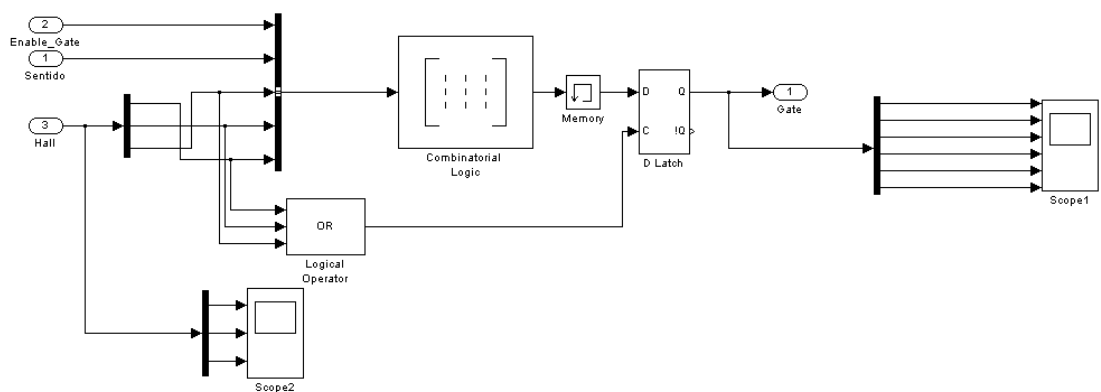 2
Enable_Gate
1
Sentido
3
Hall
Combinatorial
Logic
Memory
D
Q
C
!Q
D Latch
1
Gate
Scope1
OR
Logical
Operator
Scope2